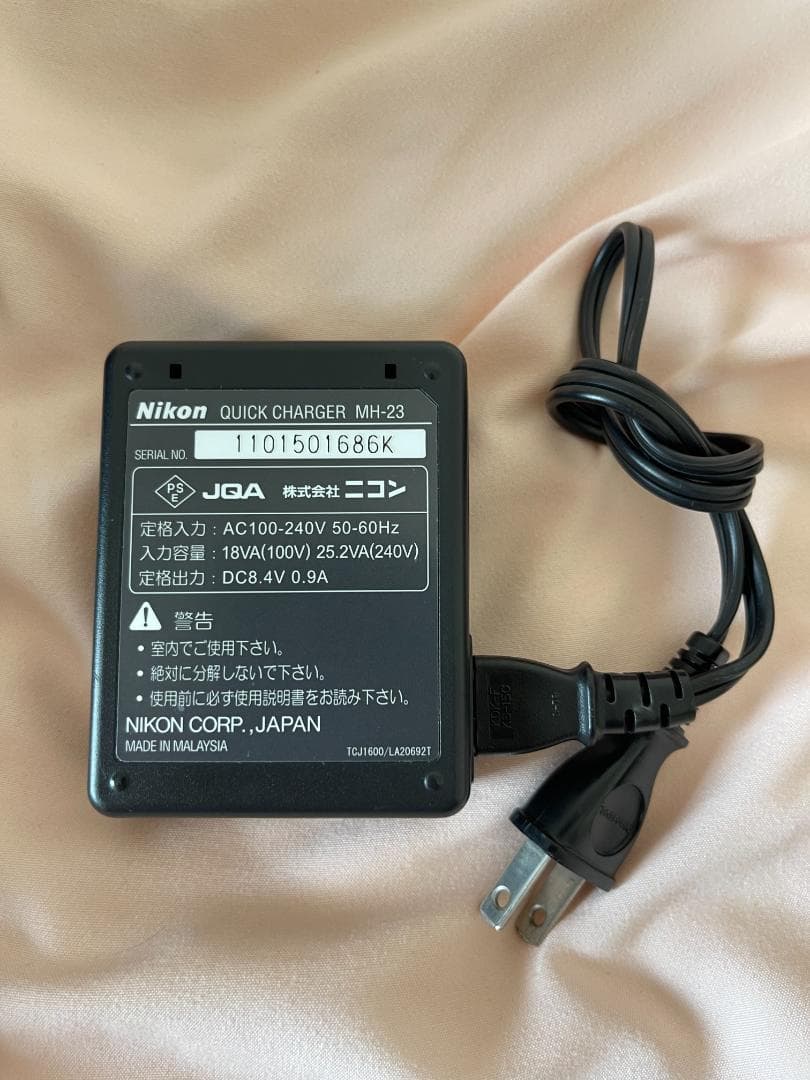 Nikon QUICK CHARGER MH-23
SERIAL NO. 1101501686K
PSE JQA 株式会社ニコン
定格入力：AC100-240V 50-60Hz
入力容量：18VA(100V) 25.2VA(240V)
定格出力：DC8.4V 0.9A
警告
・室内でご使用下さい。
・絶対に分解しないで下さい。
・使用前に必ず使用説明書をお読み下さい。
NIKON CORP.,JAPAN
MADE IN MALAYSIA
TCJ1600/LA20692T